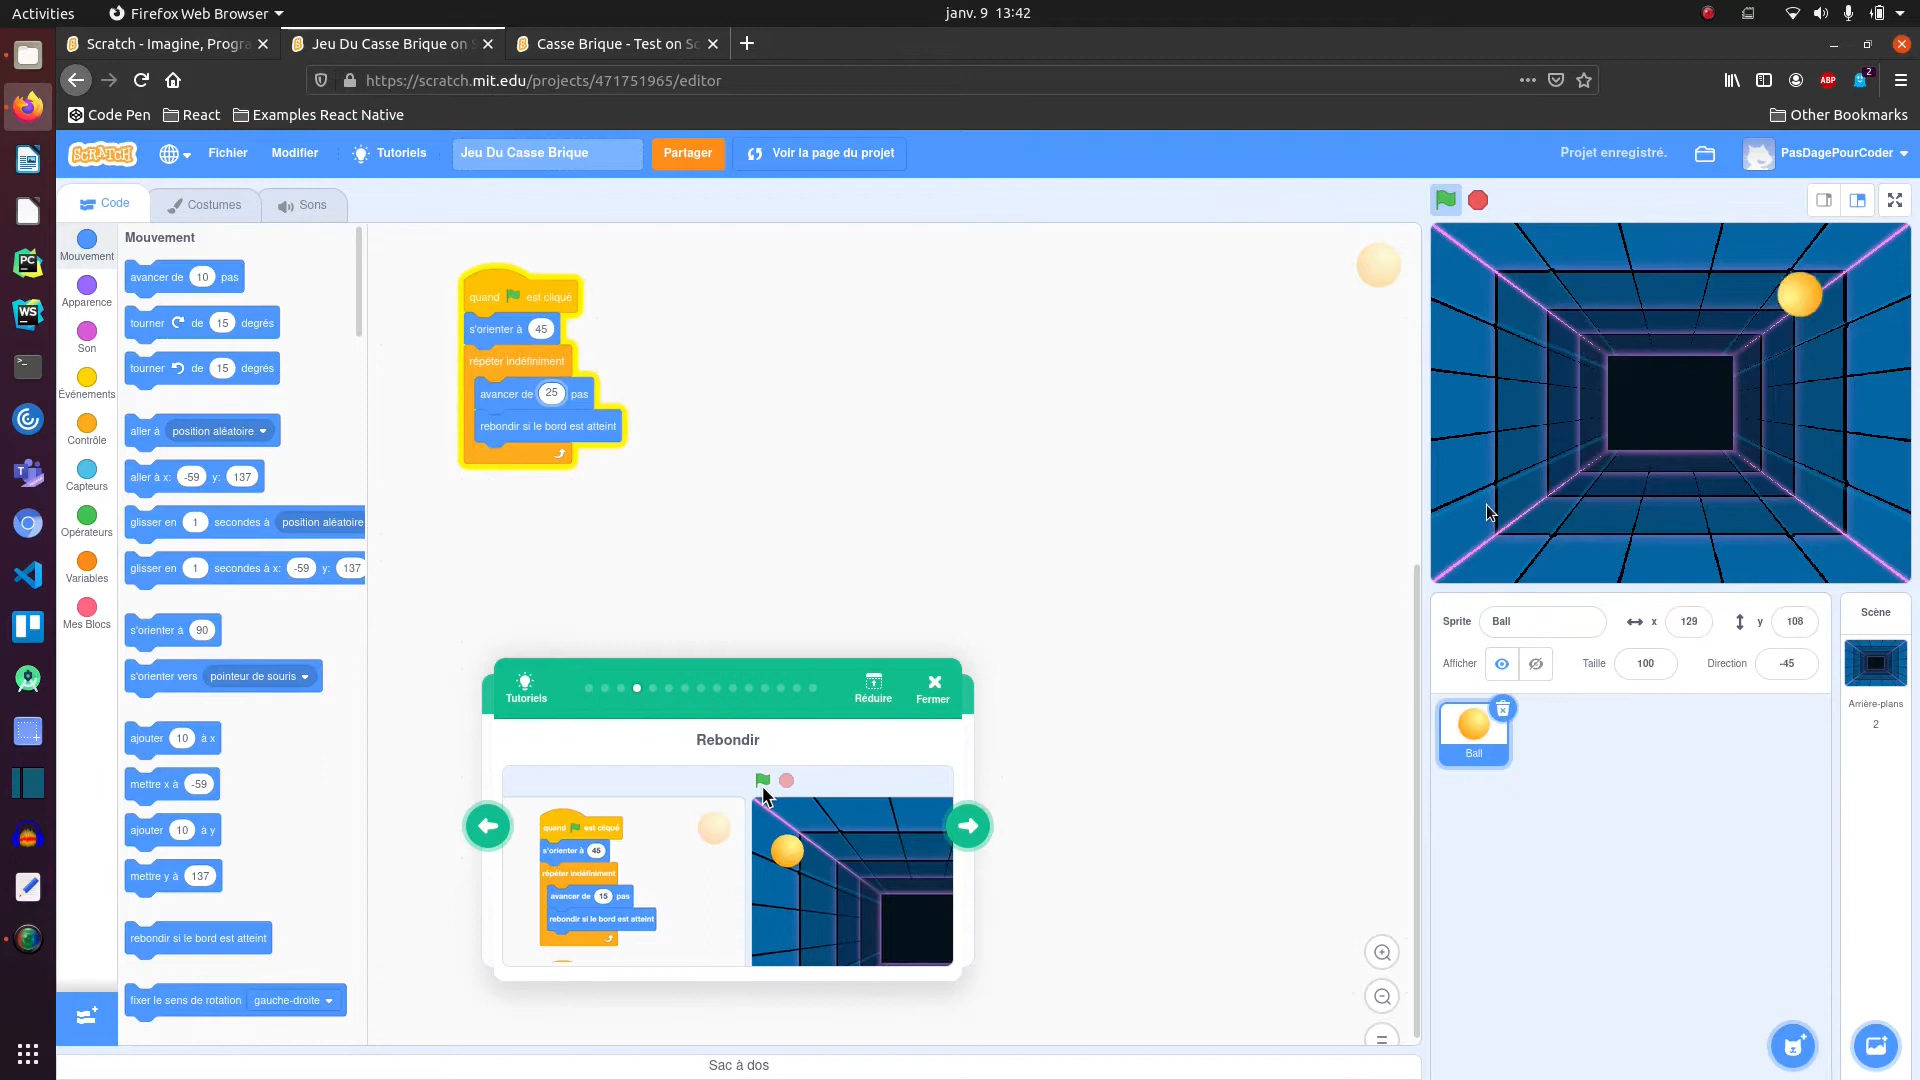 Activities
Firefox Web Browser
janv. 9 13:42
Scratch - Imagine, Progra
Jeu Du Casse Brique on S
Casse Brique - Test on Sc
https://scratch.mit.edu/projects/471751965/editor
ABP
2
Code Pen
React
Examples React Native
Other Bookmarks
SCRATCH
Fichier
Modifier
Tutoriels
Jeu Du Casse Brique
Partager
Voir la page du projet
Projet enregistré.
PasDagePourCoder
Code
Costumes
Sons
Mouvement
Apparence
Son
Événements
Contrôle
Capteurs
Opérateurs
Variables
Mes Blocs
Mouvement
avancer de 10 pas
tourner de 15 degrés
tourner de 15 degrés
aller à position aléatoire
aller à x: -59 y: 137
glisser en 1 secondes à position aléatoire
glisser en 1 secondes à x: -59 y: 137
s'orienter à 90
s'orienter vers pointeur de souris
ajouter 10 à x
mettre x à -59
ajouter 10 à y
mettre y à 137
rebondir si le bord est atteint
fixer le sens de rotation gauche-droite
quand est cliqué
s'orienter à 45
répéter indéfiniment
avancer de 25 pas
rebondir si le bord est atteint
Tutoriels
Réduire
Fermer
Rebondir
quand est cliqué
s'orienter à 45
répéter indéfiniment
avancer de 15 pas
rebondir si le bord est atteint
Sprite Ball x 129 y 108
Afficher Taille 100 Direction -45
Ball
Scène
Arrière-plans
2
Sac à dos
PC
WS